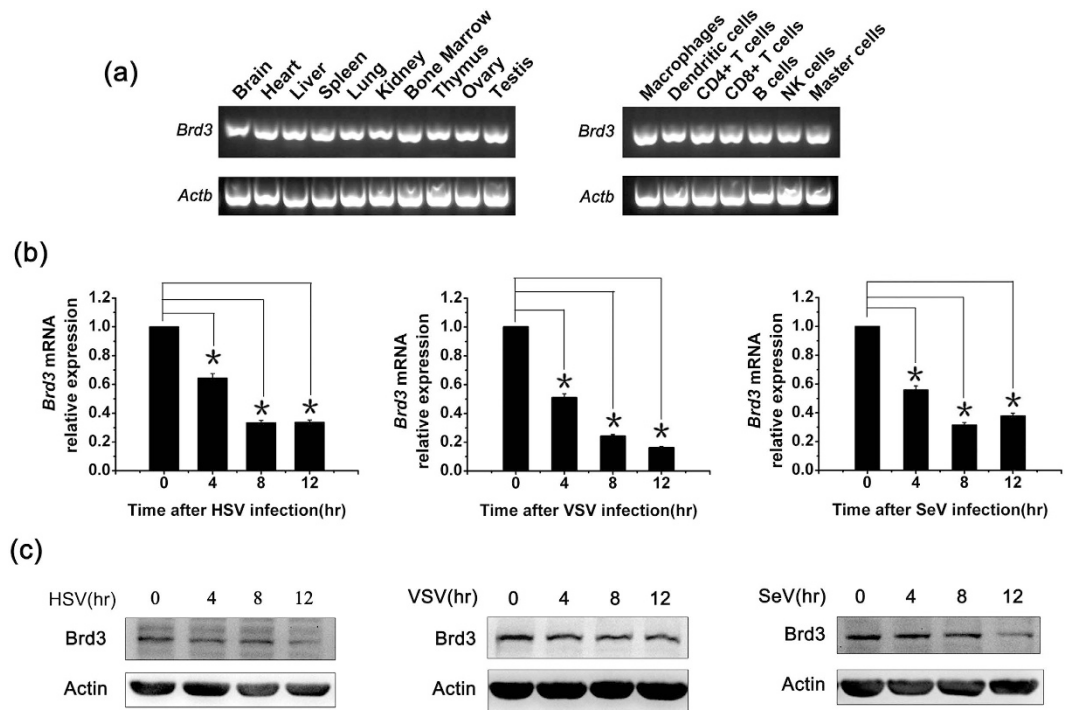 (a)
Brain Heart Liver Spleen Lung Kidney Bone Marrow Thymus Ovary Testis
Brd3
Actb
Macrophages Dendritic cells CD4+ T cells CD8+ T cells B cells NK cells Master cells
Brd3
Actb
(b)
Brd3 mRNA
relative expression
1.2
1.0
0.8
0.6
0.4
0.2
0.0
* * *
0 4 8 12
Time after HSV infection(hr)
Brd3 mRNA
relative expression
1.2
1.0
0.8
0.6
0.4
0.2
0.0
* * *
0 4 8 12
Time after VSV infection(hr)
Brd3 mRNA
relative expression
1.2
1.0
0.8
0.6
0.4
0.2
0.0
* * *
0 4 8 12
Time after SeV infection(hr)
(c)
HSV(hr) 0 4 8 12
Brd3
Actin
VSV(hr) 0 4 8 12
Brd3
Actin
SeV(hr) 0 4 8 12
Brd3
Actin